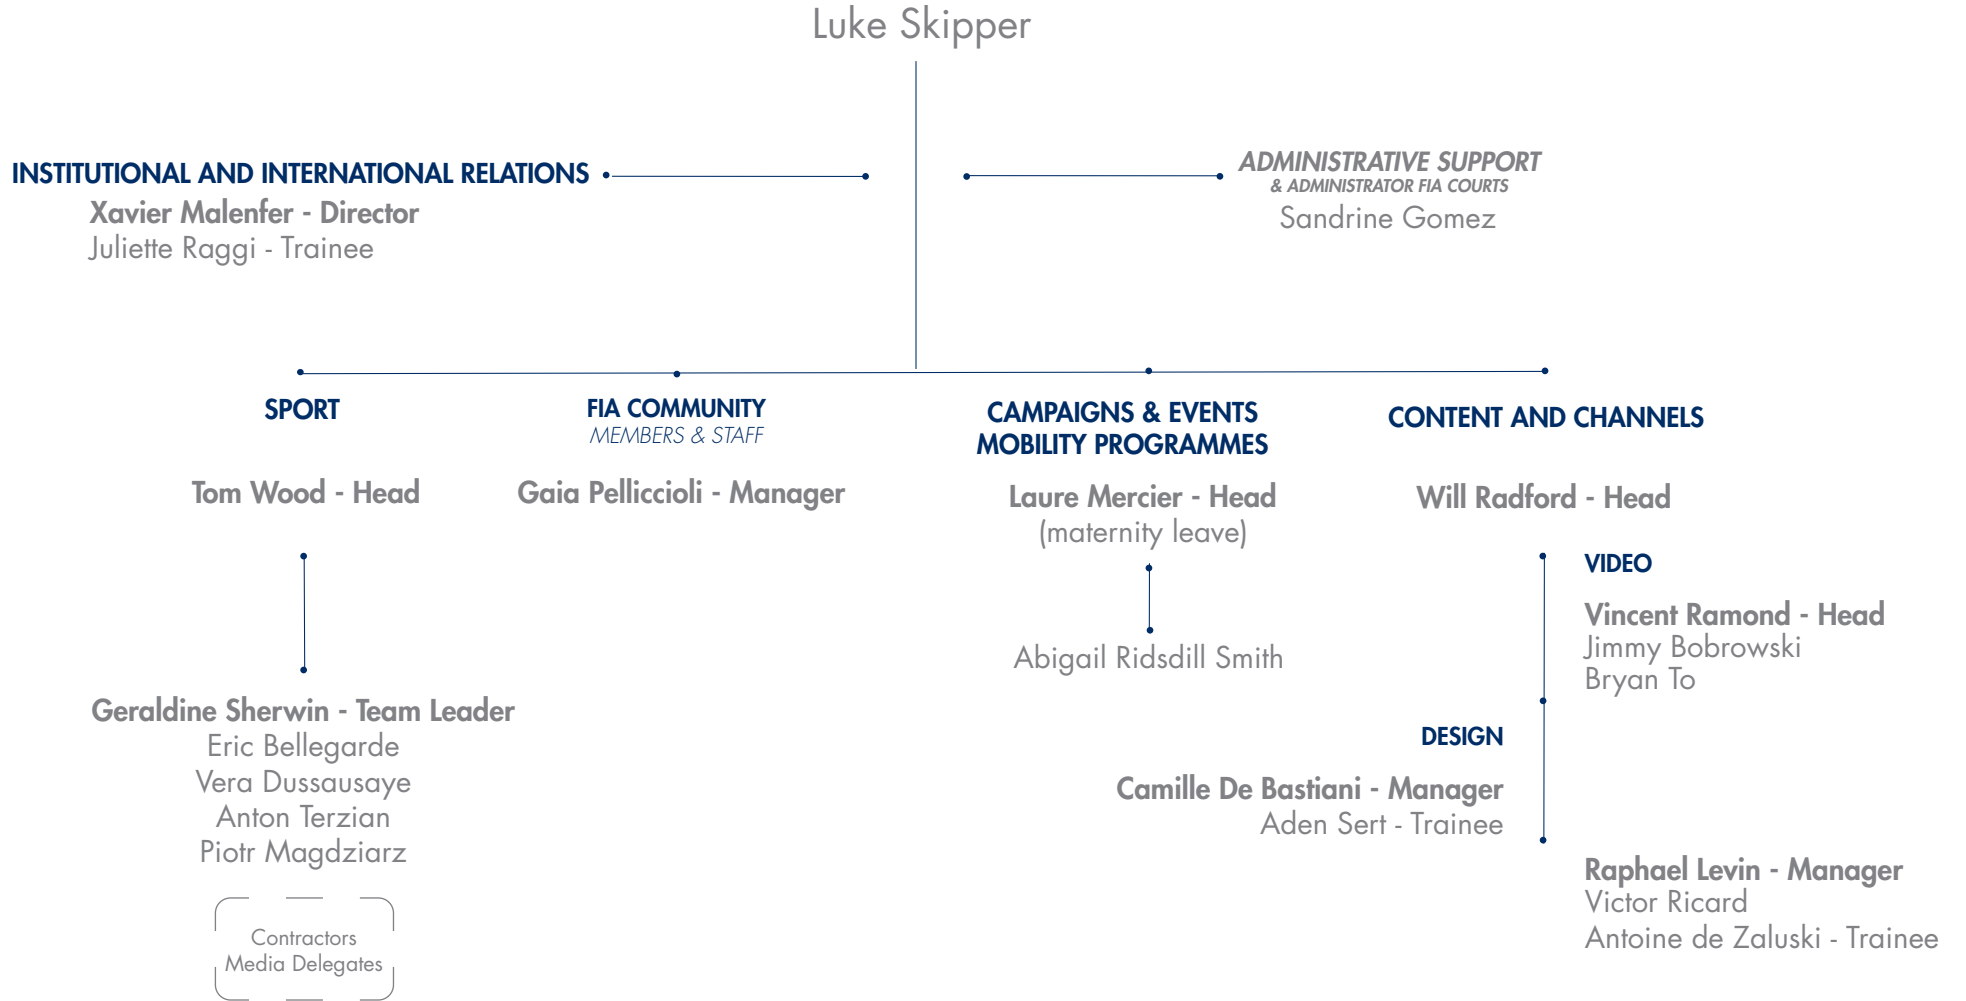 Luke Skipper
INSTITUTIONAL AND INTERNATIONAL RELATIONS
Xavier Malenfer - Director
Juliette Raggi - Trainee
ADMINISTRATIVE SUPPORT
& ADMINISTRATOR FIA COURTS
Sandrine Gomez
SPORT
Tom Wood - Head
Geraldine Sherwin - Team Leader
Eric Bellegarde
Vera Dussausaye
Anton Terzian
Piotr Magdziarz
Contractors
Media Delegates
FIA COMMUNITY
MEMBERS & STAFF
Gaia Pelliccioli - Manager
CAMPAIGNS & EVENTS
MOBILITY PROGRAMMES
Laure Mercier - Head
(maternity leave)
Abigail Ridsdill Smith
CONTENT AND CHANNELS
Will Radford - Head
VIDEO
Vincent Ramond - Head
Jimmy Bobrowski
Bryan To
DESIGN
Camille De Bastiani - Manager
Aden Sert - Trainee
Raphael Levin - Manager
Victor Ricard
Antoine de Zaluski - Trainee